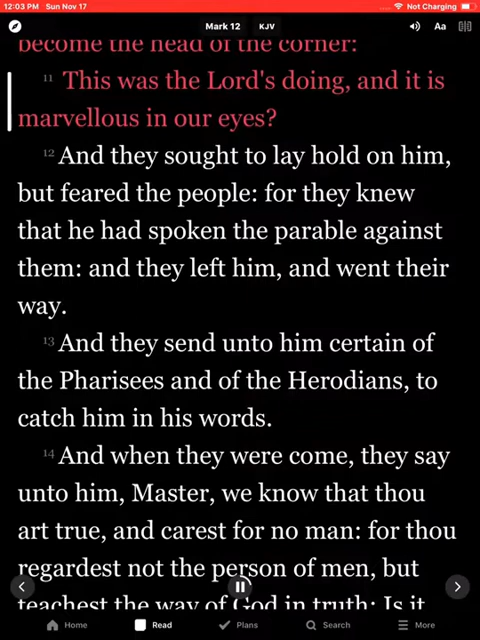 12:03 PM Sun Nov 17
Not Charging
Mark 12 KJV
Aa
become the head of the corner:
11 This was the Lord's doing, and it is
marvellous in our eyes?
12 And they sought to lay hold on him,
but feared the people: for they knew
that he had spoken the parable against
them: and they left him, and went their
way.
13 And they send unto him certain of
the Pharisees and of the Herodians, to
catch him in his words.
14 And when they were come, they say
unto him, Master, we know that thou
art true, and carest for no man: for thou
regardest not the person of men, but
teachest the way of God in truth: Is it
Home Read Plans Search More